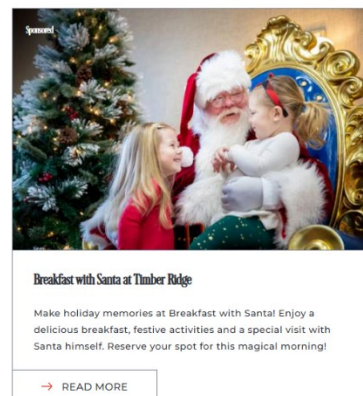 Sponsored
Breakfast with Santa at Timber Ridge
Make holiday memories at Breakfast with Santa! Enjoy a
delicious breakfast, festive activities and a special visit with
Santa himself. Reserve your spot for this magical morning!
→ READ MORE